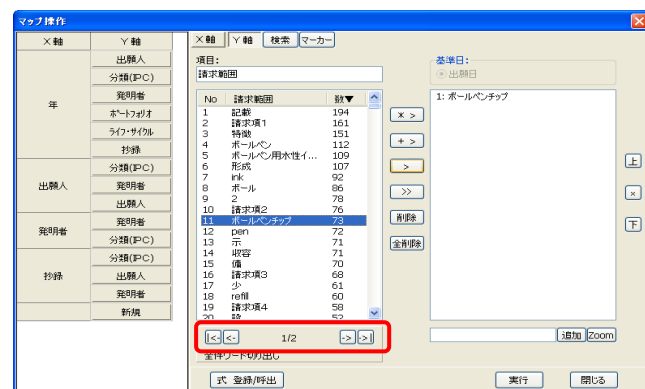 マップ操作
X軸 Y軸
年 出願人
分類(IPC)
発明者
ポートフォリオ
ライフ・サイクル
抄録
出願人 分類(IPC)
発明者
出願人
発明者 発明者
分類(IPC)
抄録 分類(IPC)
出願人
発明者
新規
X軸 Y軸 検索 マーカー
項目:
請求範囲
No 請求範囲 数▼
1 記載 194
2 請求項1 161
3 特徴 151
4 ボールペン 112
5 ボールペン用水性イ... 109
6 形成 107
7 ink 92
8 ボール 86
9 2 78
10 請求項2 76
11 ボールペンチップ 73
12 pen 72
13 示 71
14 収容 71
15 備 70
16 請求項3 68
17 少 61
18 refill 60
19 請求項4 58
20 設 52
|<- <- 1/2 -> ->|
全件ワード切り出し
式 登録/呼出
* >
+ >
>
>>
削除
全削除
基準日:
出願日
1: ボールペンチップ
上
×
下
追加 Zoom
実行 閉じる